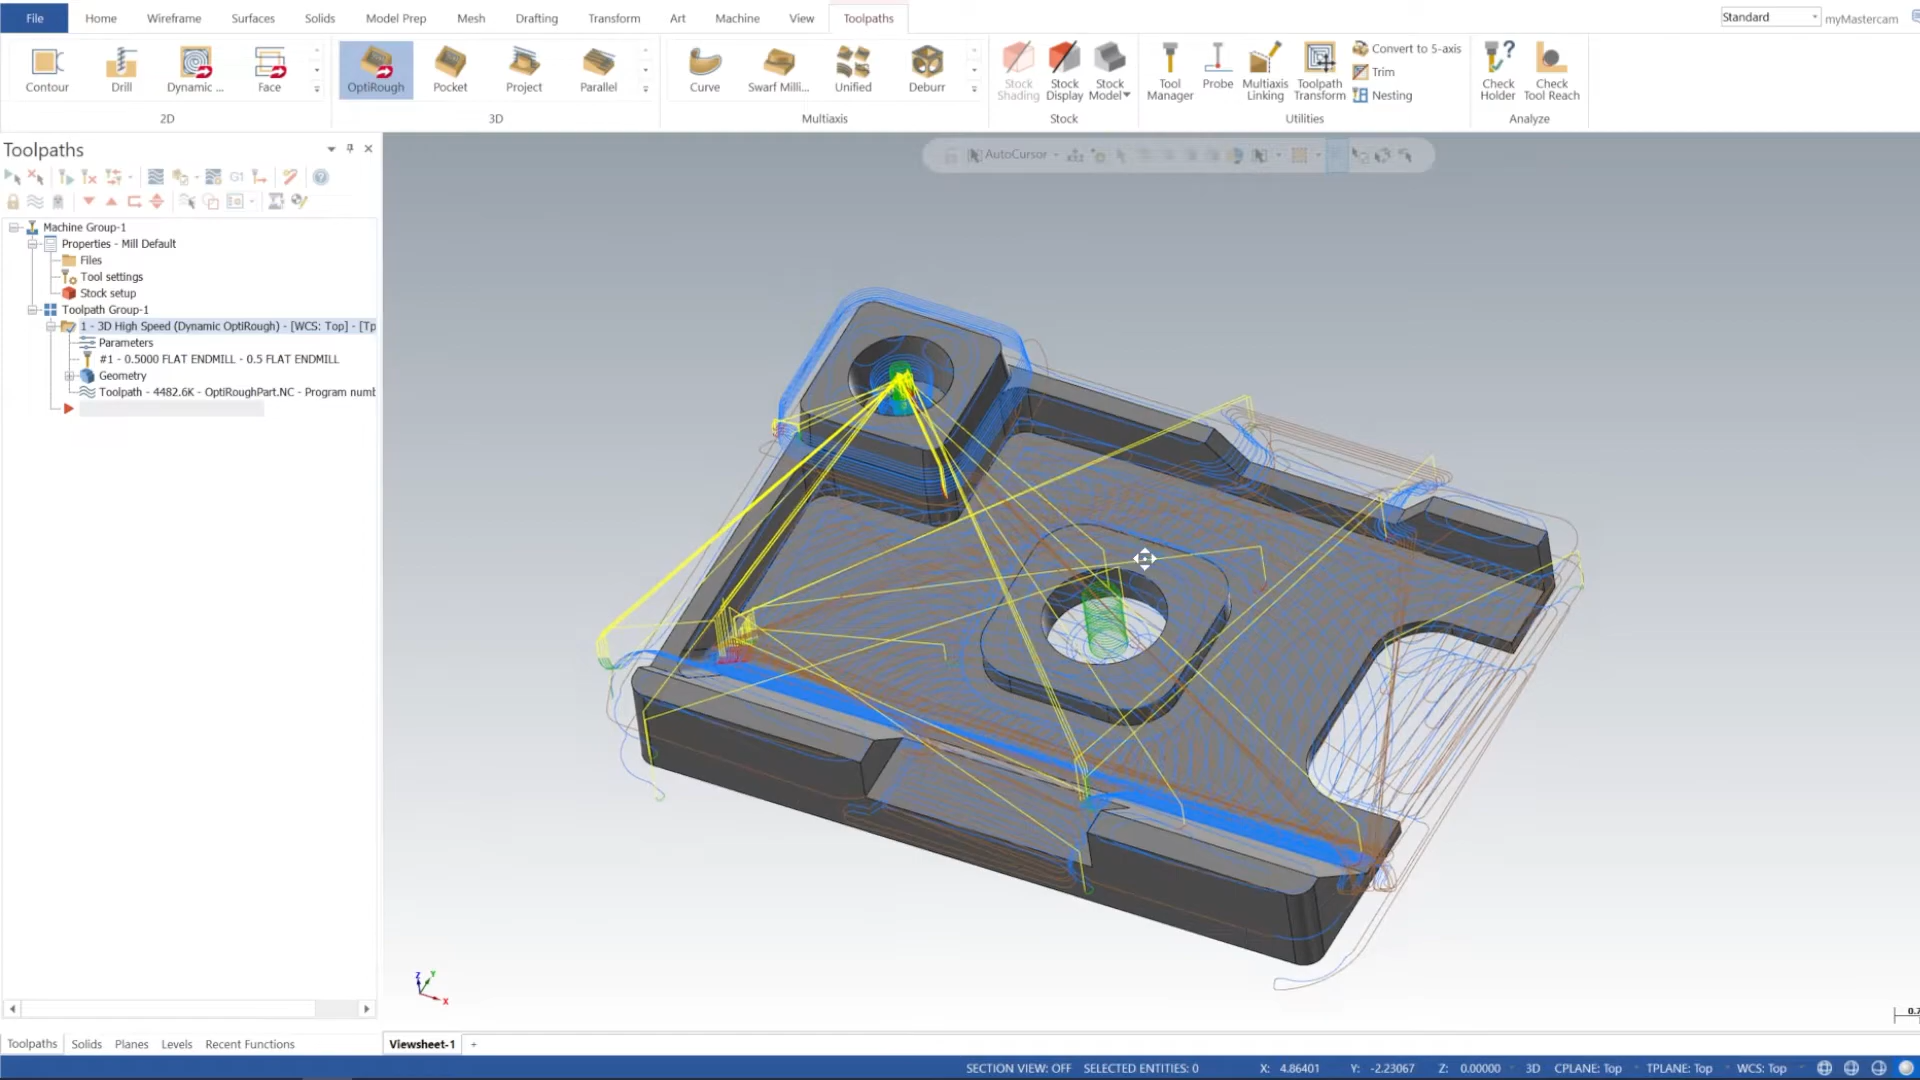 File Home Wireframe Surfaces Solids Model Prep Mesh Drafting Transform Art Machine View Toolpaths Standard myMastercam
Contour Drill Dynamic ... Face OptiRough Pocket Project Parallel Curve Swarf Milli... Unified Deburr Stock Shading Stock Display Stock Model Tool Manager Probe Multiaxis Linking Toolpath Transform Convert to 5-axis Trim Nesting Check Holder Check Tool Reach
2D 3D Multiaxis Stock Utilities Analyze
Toolpaths
AutoCursor
G1
Machine Group-1
Properties - Mill Default
Files
Tool settings
Stock setup
Toolpath Group-1
1 - 3D High Speed (Dynamic OptiRough) - [WCS: Top] - [Tp
Parameters
#1 - 0.5000 FLAT ENDMILL - 0.5 FLAT ENDMILL
Geometry
Toolpath - 4482.6K - OptiRoughPart.NC - Program numb
Z Y X
Toolpaths Solids Planes Levels Recent Functions Viewsheet-1 +
SECTION VIEW: OFF SELECTED ENTITIES: 0 X: 4.86401 Y: -2.23067 Z: 0.00000 3D CPLANE: Top TPLANE: Top WCS: Top